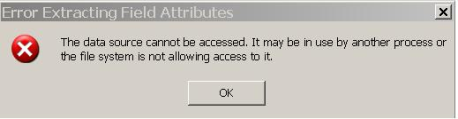 Error Extracting Field Attributes
The data source cannot be accessed. It may be in use by another process or
the file system is not allowing access to it.
OK